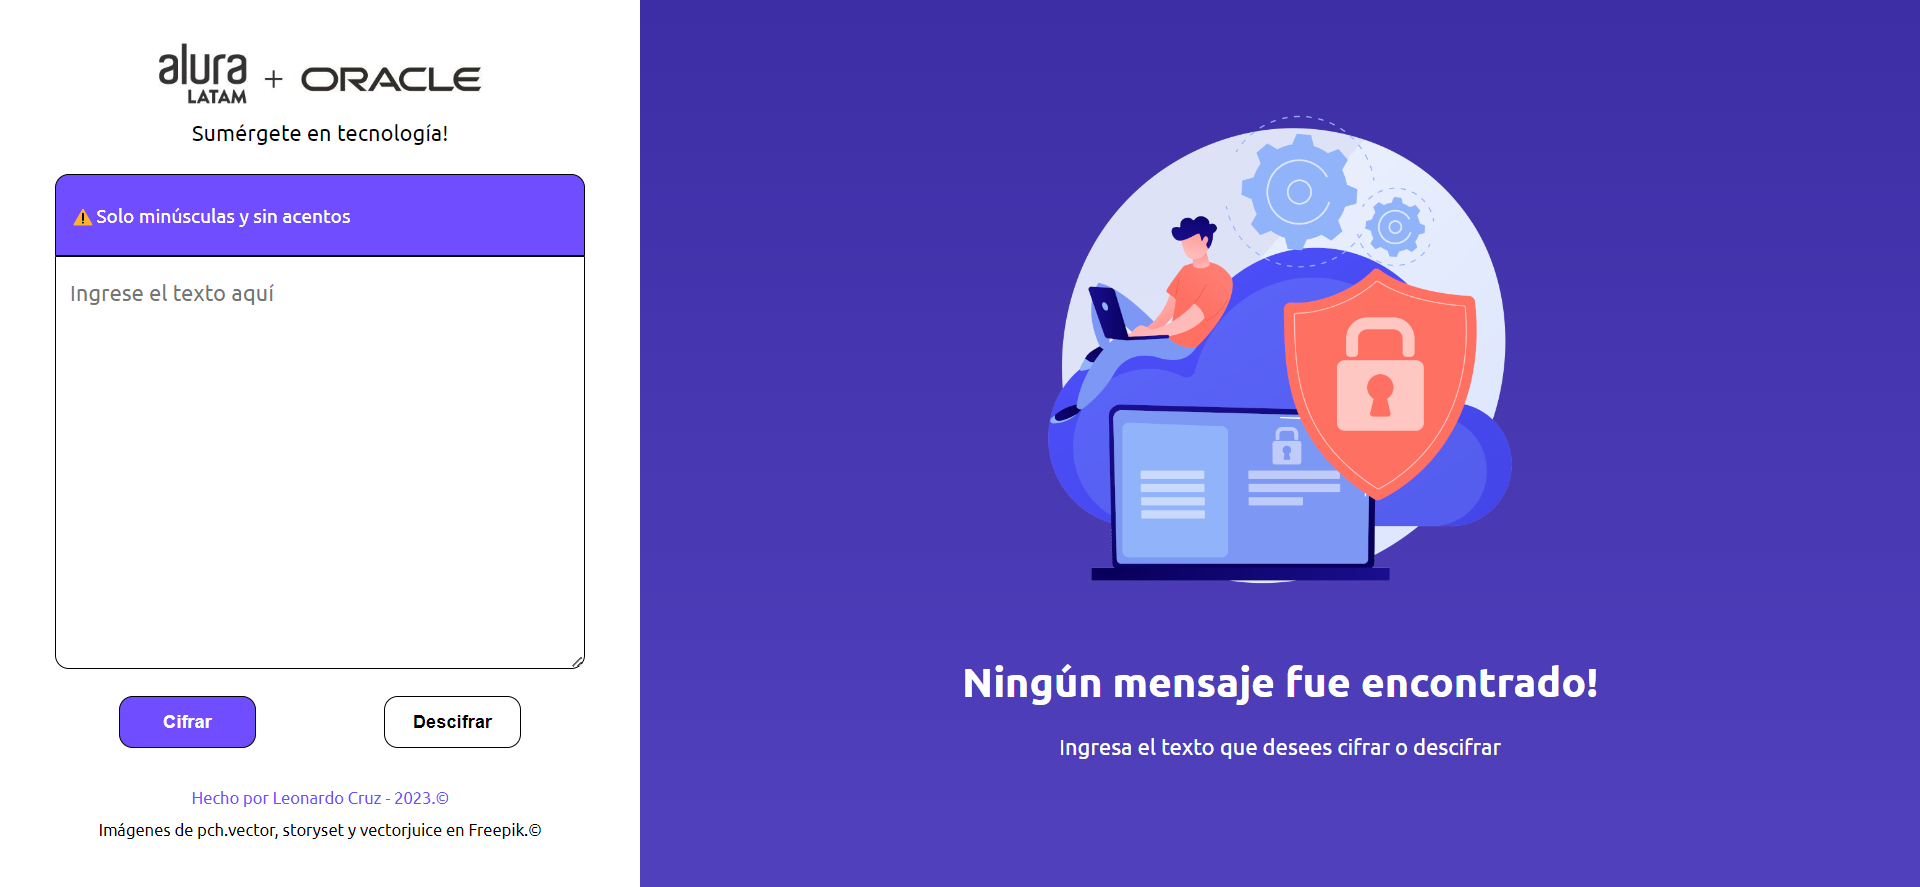 alura
LATAM
+ ORACLE
Sumérgete en tecnología!
⚠️Solo minúsculas y sin acentos
Ingrese el texto aquí
Cifrar
Descifrar
Hecho por Leonardo Cruz - 2023.©
Imágenes de pch.vector, storyset y vectorjuice en Freepik.©
Ningún mensaje fue encontrado!
Ingresa el texto que desees cifrar o descifrar